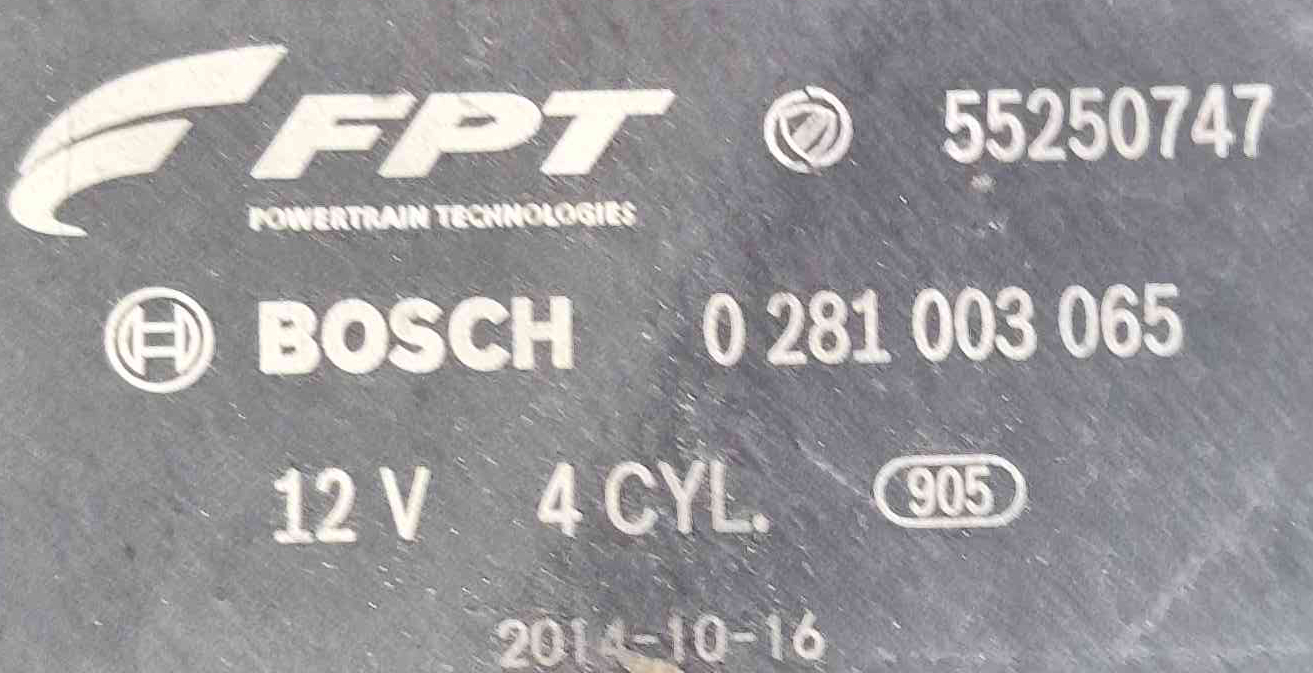 FPT 55250747
POWERTRAIN TECHNOLOGIES
BOSCH 0 281 003 065
12 V 4 CYL. 905
2014-10-16